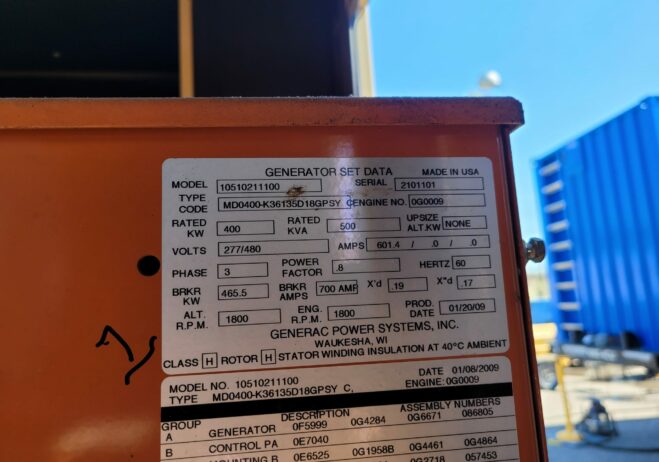 GENERATOR SET DATA MADE IN USA
MODEL 10510211100 SERIAL 2101101
TYPE CODE MD0400-K36135D18GPSY C ENGINE NO. 0G0009
RATED KW 400 RATED KVA 500 UPSIZE ALT.KW NONE
VOLTS 277/480 AMPS 601.4 / .0 / .0
PHASE 3 POWER FACTOR .8 HERTZ 60
BRKR KW 465.5 BRKR AMPS 700 AMP X'd .19 X"d .17
ALT. R.P.M. 1800 ENG. R.P.M. 1800 PROD. DATE 01/20/09
GENERAC POWER SYSTEMS, INC.
WAUKESHA, WI
CLASS H ROTOR H STATOR WINDING INSULATION AT 40°C AMBIENT
MODEL NO. 10510211100 DATE 01/08/2009
TYPE MD0400-K36135D18GPSY C, ENGINE:0G0009
GROUP DESCRIPTION ASSEMBLY NUMBERS
A GENERATOR 0F5999 0G4284 0G6671 086805
B CONTROL PA 0E7040 0G4461 0G4864
MOUNTING B 0E6525 0G1958B 0G2718 057453